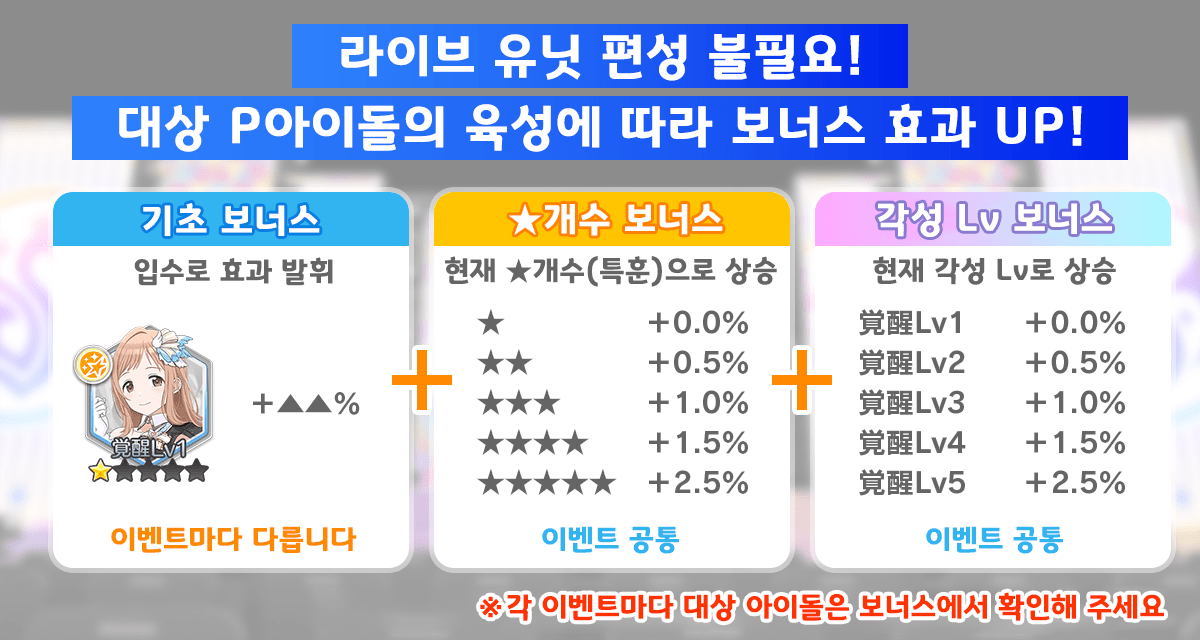 라이브 유닛 편성 불필요!
대상 P아이돌의 육성에 따라 보너스 효과 UP!
기초 보너스
입수로 효과 발휘
+▲▲%
覚醒Lv1
이벤트마다 다릅니다
★개수 보너스
현재 ★개수(특훈)으로 상승
★ +0.0%
★★ +0.5%
★★★ +1.0%
★★★★ +1.5%
★★★★★ +2.5%
이벤트 공통
각성 Lv 보너스
현재 각성 Lv로 상승
覚醒Lv1 +0.0%
覚醒Lv2 +0.5%
覚醒Lv3 +1.0%
覚醒Lv4 +1.5%
覚醒Lv5 +2.5%
이벤트 공통
※각 이벤트마다 대상 아이돌은 보너스에서 확인해 주세요